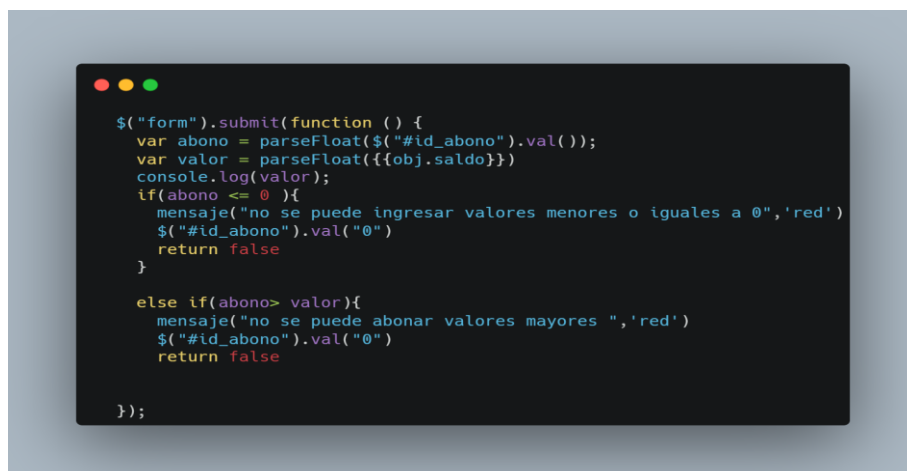 $("form").submit(function () {
var abono = parseFloat($("#id_abono").val());
var valor = parseFloat({{obj.saldo}})
console.log(valor);
if(abono <= 0 ){
mensaje("no se puede ingresar valores menores o iguales a 0",'red')
$("#id_abono").val("0")
return false
}
else if(abono> valor){
mensaje("no se puede abonar valores mayores ",'red')
$("#id_abono").val("0")
return false
});